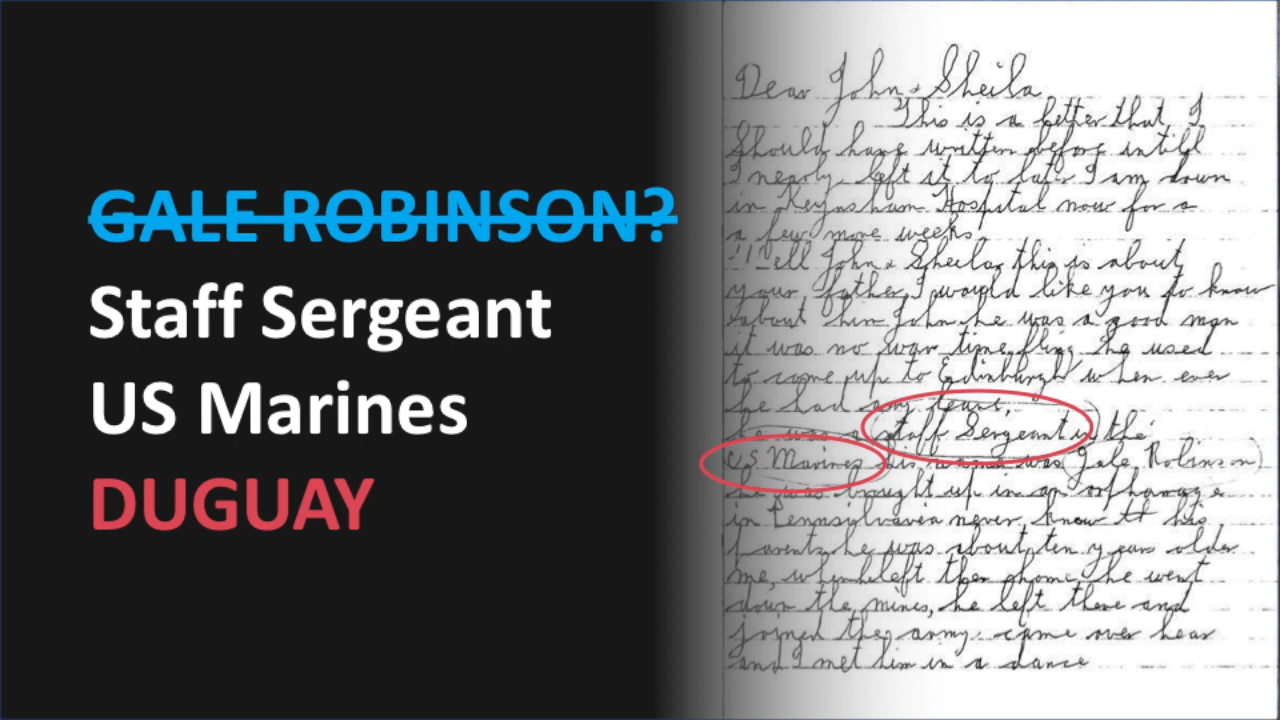 GALE ROBINSON?
Staff Sergeant
US Marines
DUGUAY
Dear John & Sheila
This is a letter that I
Should have written before intill
I nearly left it to late I am down
in Keynsham Hospital now for a
a few more weeks
Well John & Sheila, this is about
your father, I would like you to know
about him John, he was a good man
it was no war time fling, he used
to come up to Edinburgh when ever
he had any leave,
he was a staff Sergeant in the
US Marines his name was (Gale Robinson)
he was brought up in an orphanage
in Pennsilvavia never know tt his
parents he was about ten years older
me, when left the home he went
down the mines, he left there and
joined the army. came over hear
and I met him in a dance